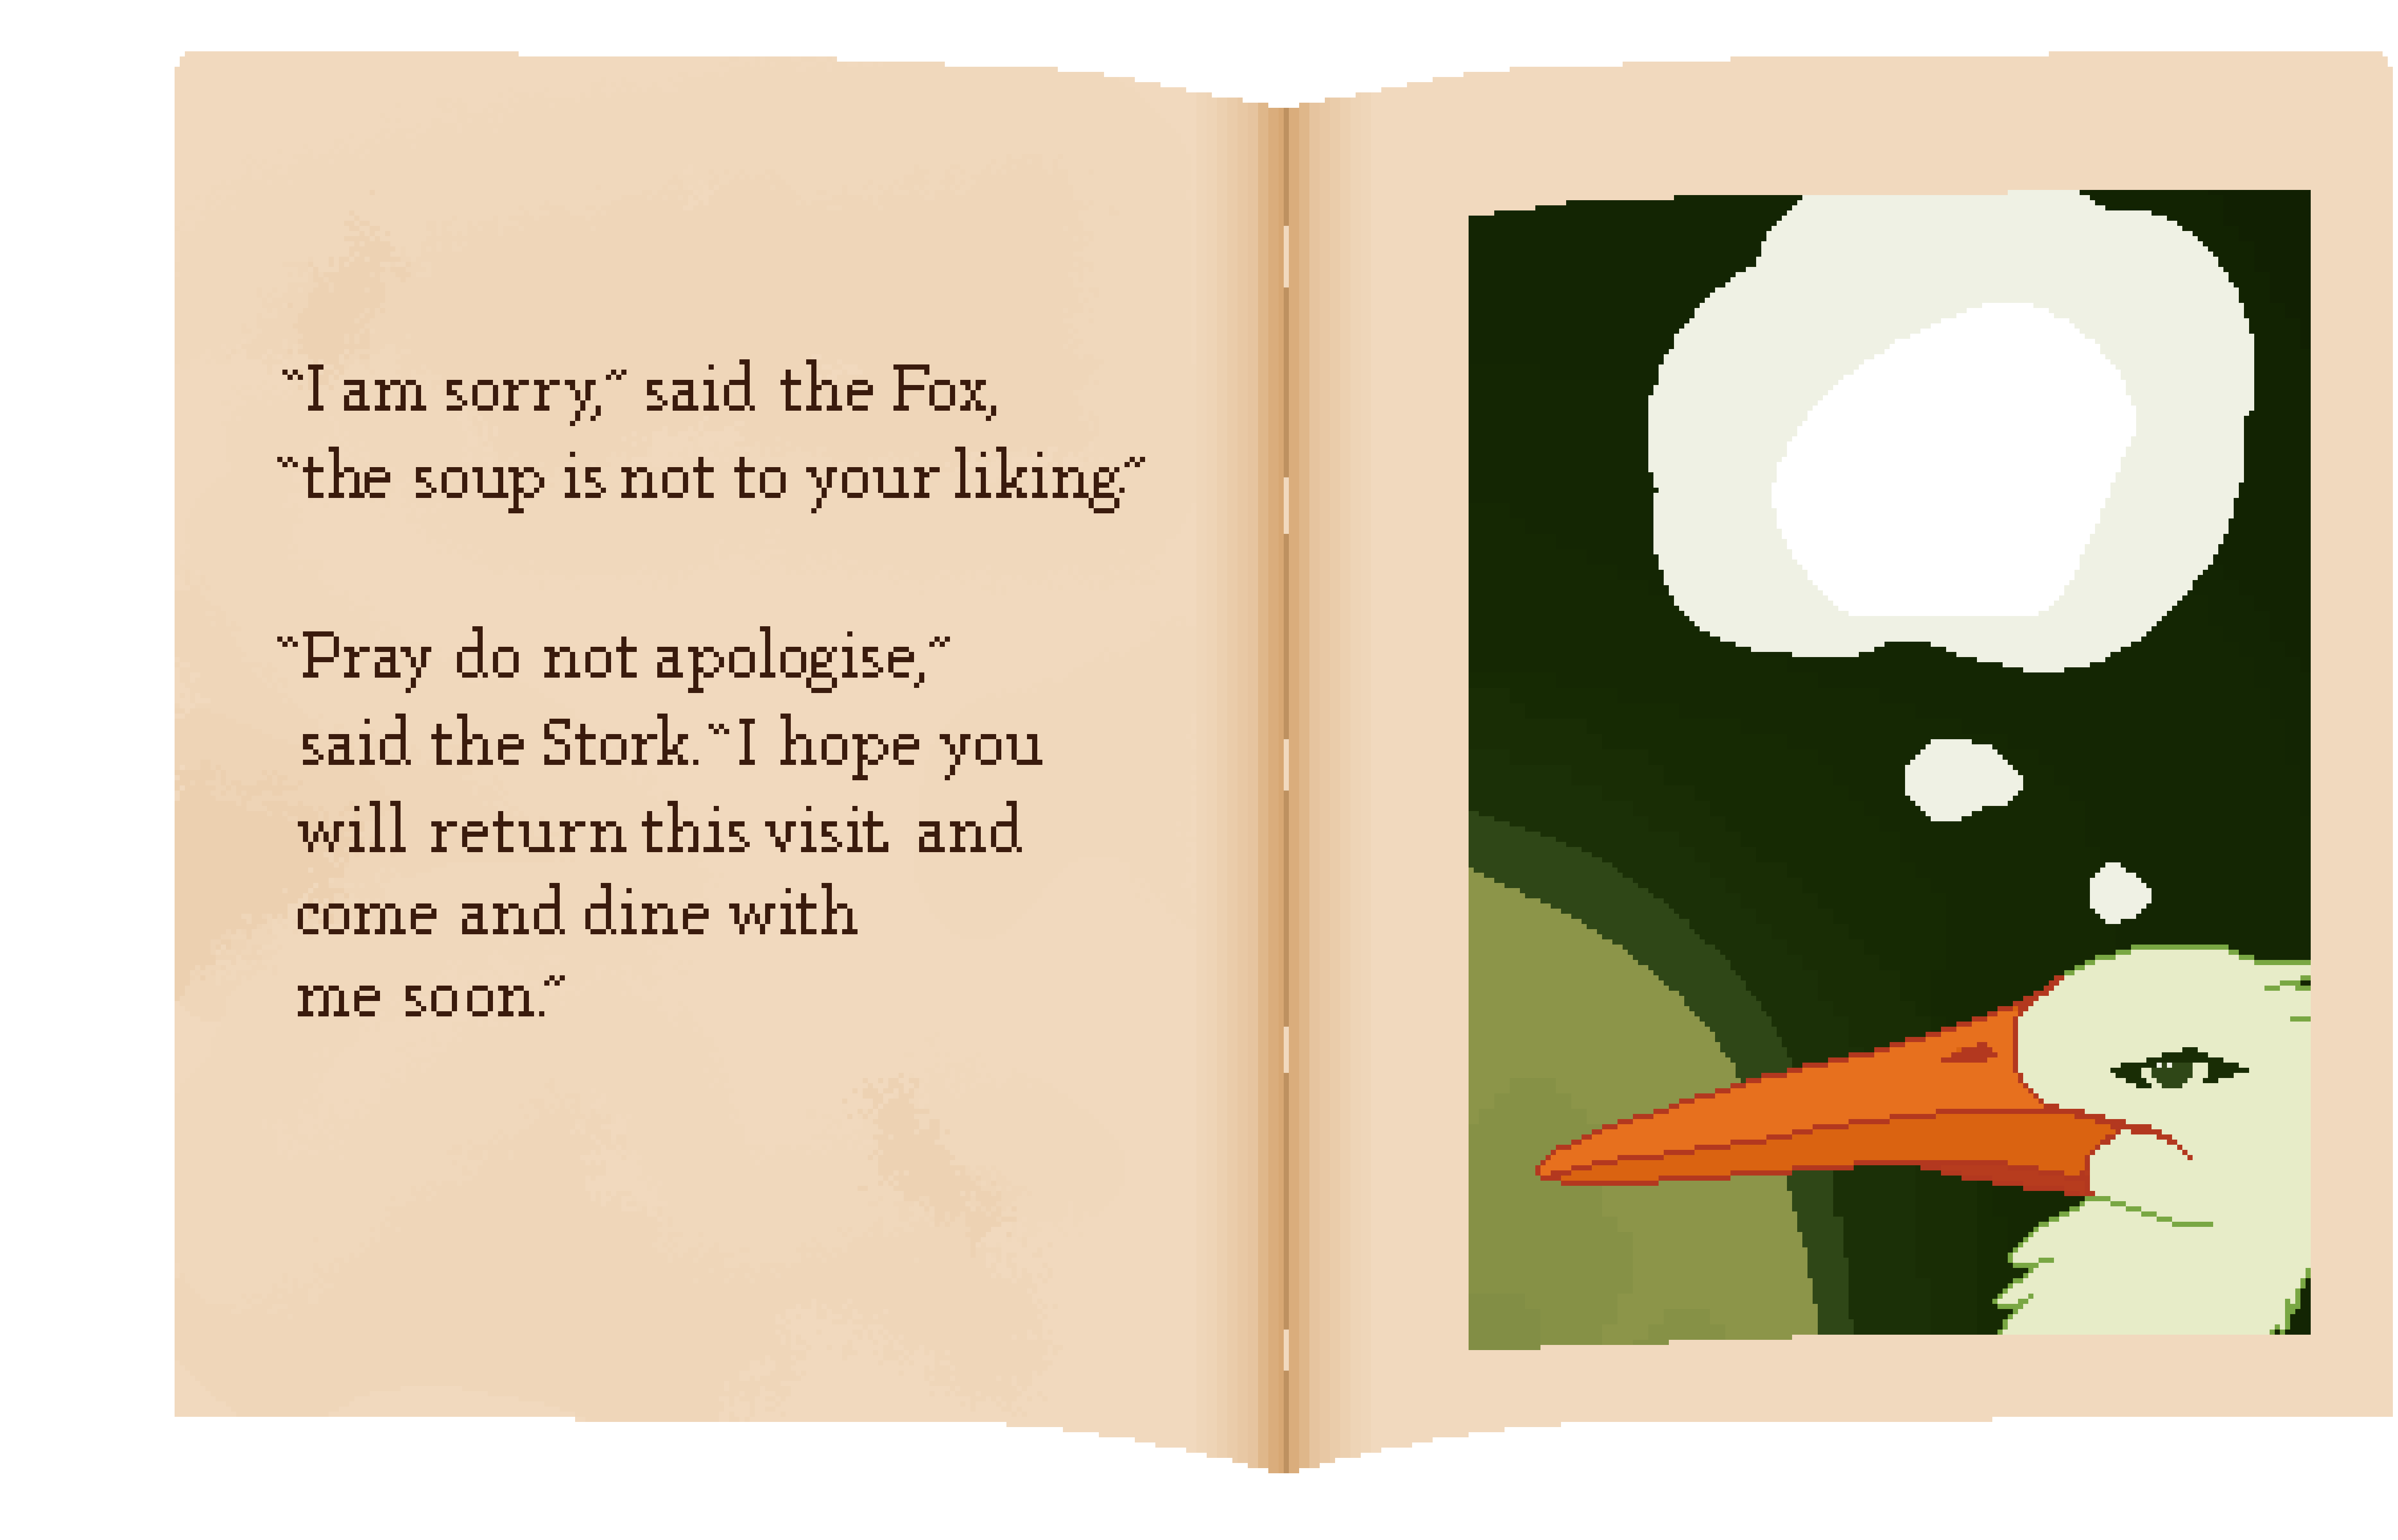 "I am sorry," said the Fox,
"the soup is not to your liking."
"Pray do not apologise,"
said the Stork. "I hope you
will return this visit and
come and dine with
me soon."